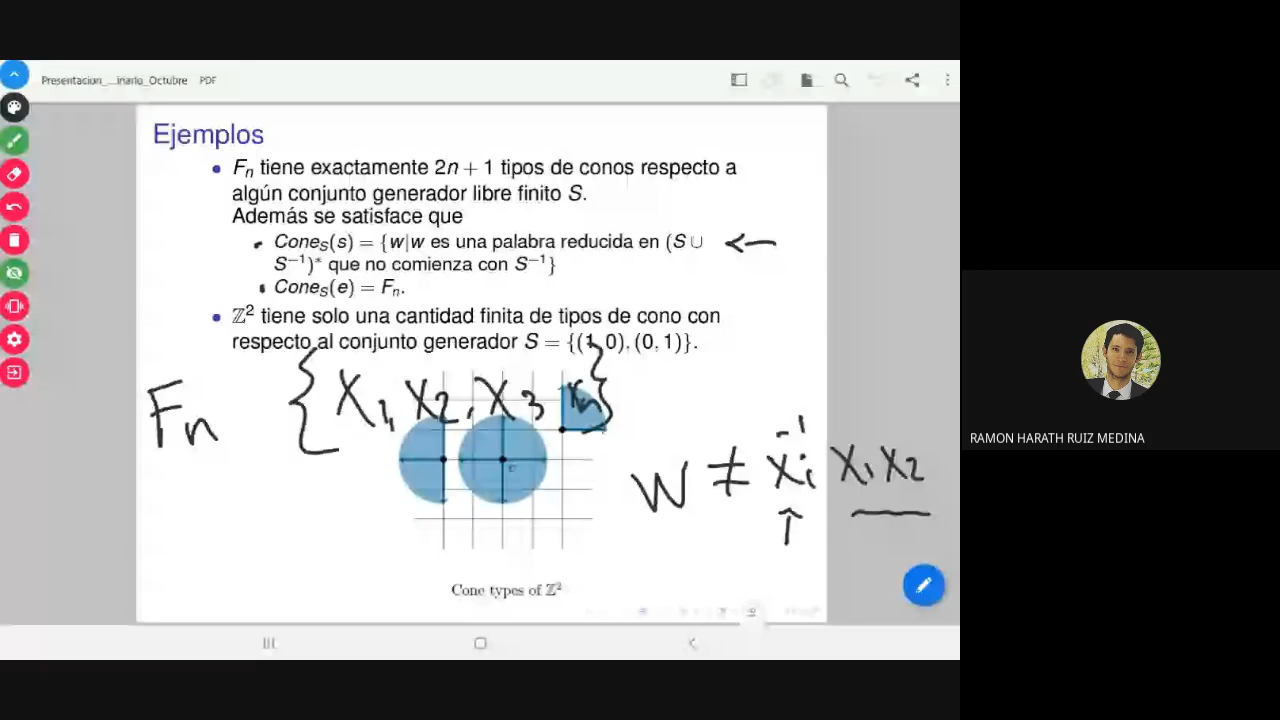 Presentacion_...inario_Octubre PDF
Ejemplos
• Fn tiene exactamente 2n + 1 tipos de conos respecto a
algún conjunto generador libre finito S.
Además se satisface que
• ConeS(s) = {w|w es una palabra reducida en (S ∪
S⁻¹)* que no comienza con S⁻¹}
• ConeS(e) = Fn.
• ℤ² tiene solo una cantidad finita de tipos de cono con
respecto al conjunto generador S = {(1, 0), (0, 1)}.
Fn { X1, X2, X3 Xn }
e
W ≠ Xi⁻¹ X1 X2
Cone types of ℤ²
RAMON HARATH RUIZ MEDINA